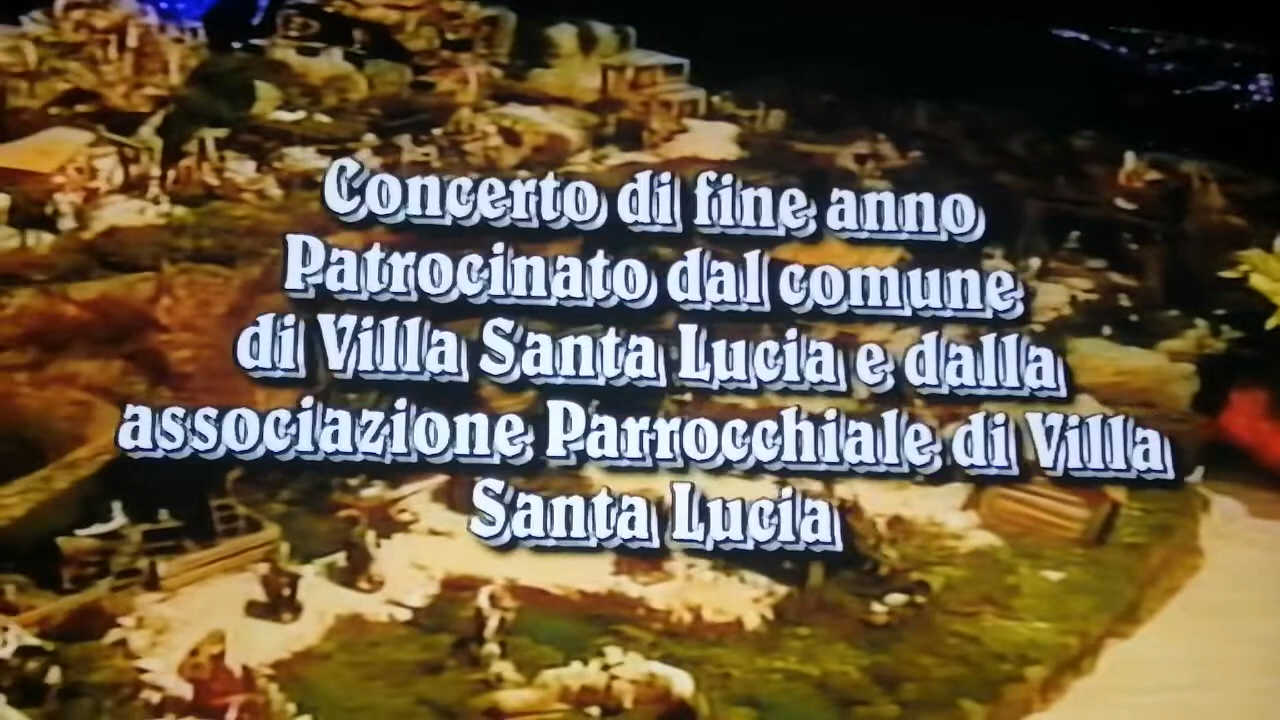 Concerto di fine anno
Patrocinato dal comune
di Villa Santa Lucia e dalla
associazione Parrocchiale di Villa
Santa Lucia